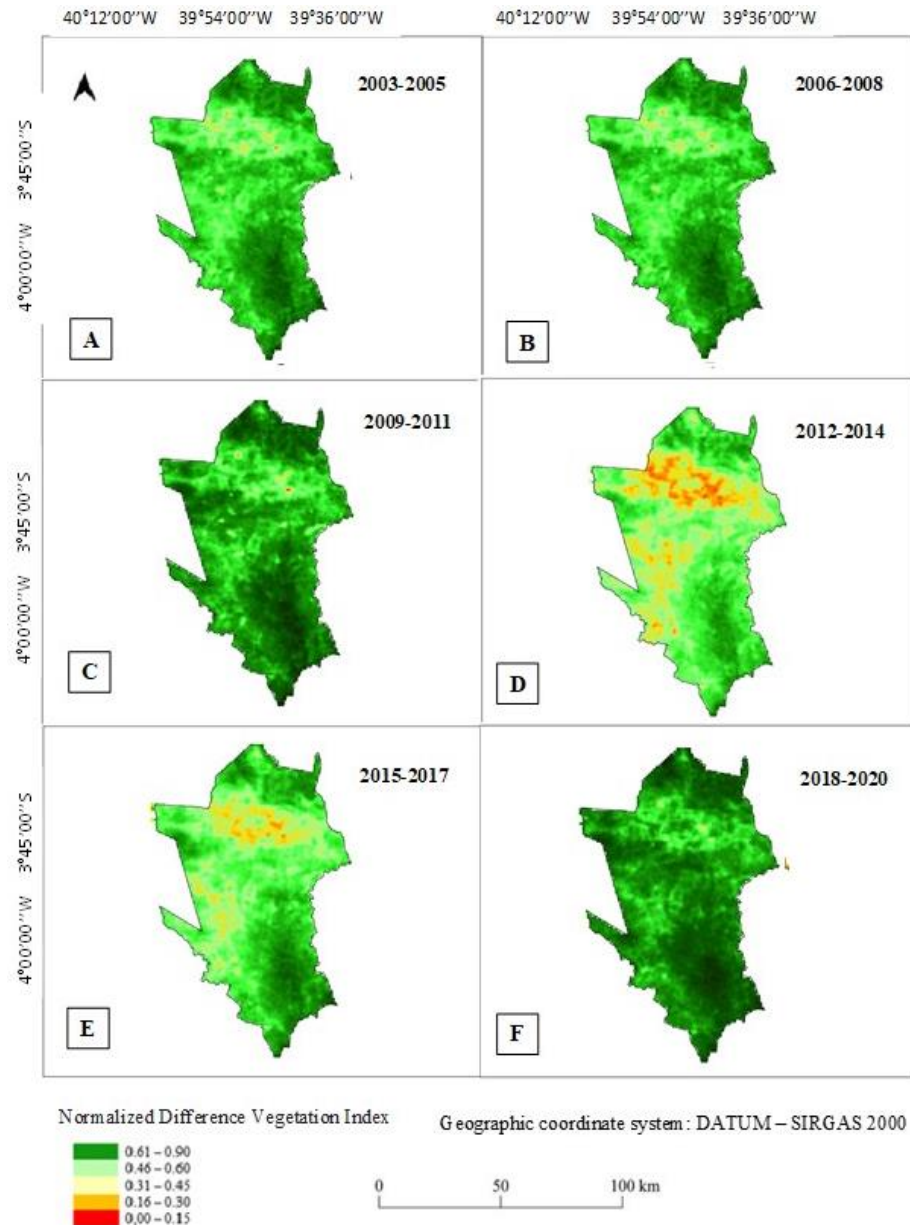 40°12'00''W 39°54'00''W 39°36'00''W 40°12'00''W 39°54'00''W 39°36'00''W
2003-2005
2006-2008
3°45'00''S
4°00'00''W
A
B
2009-2011
2012-2014
3°45'00''S
4°00'00''W
C
D
2015-2017
2018-2020
3°45'00''S
4°00'00''W
E
F
Normalized Difference Vegetation Index
Geographic coordinate system: DATUM – SIRGAS 2000
0.61 – 0.90
0.46 – 0.60
0.31 – 0.45
0.16 – 0.30
0,00 – 0.15
0 50 100 km